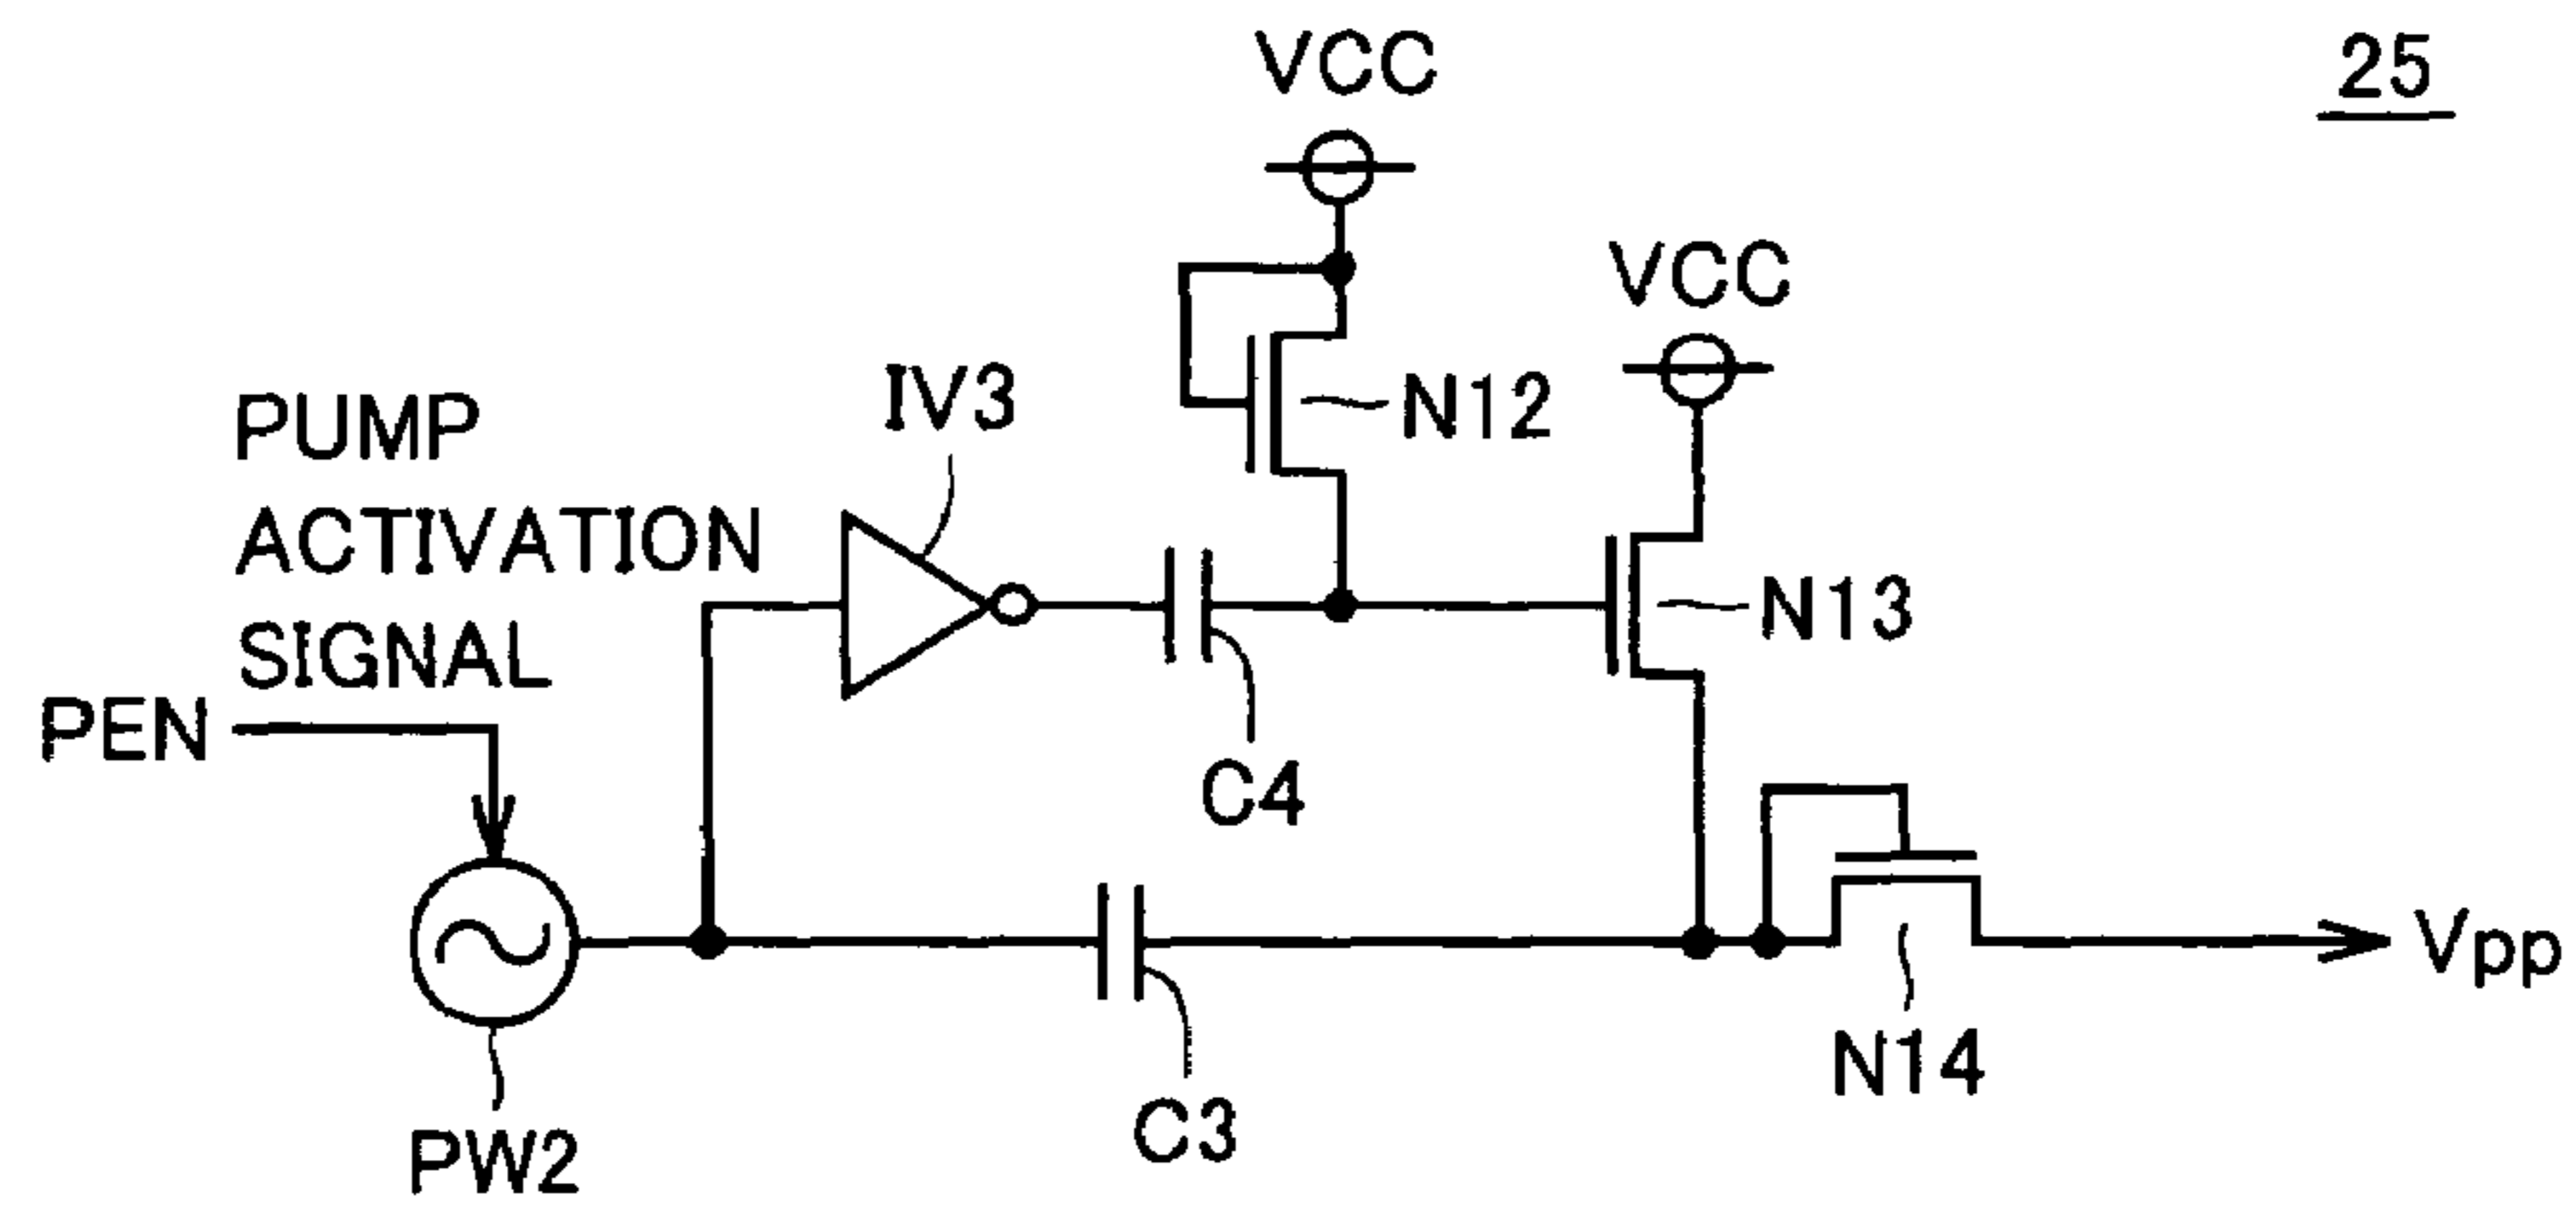 VCC
25
VCC
IV3
N12
PUMP
ACTIVATION
SIGNAL
N13
PEN
C4
Vpp
N14
C3
PW2